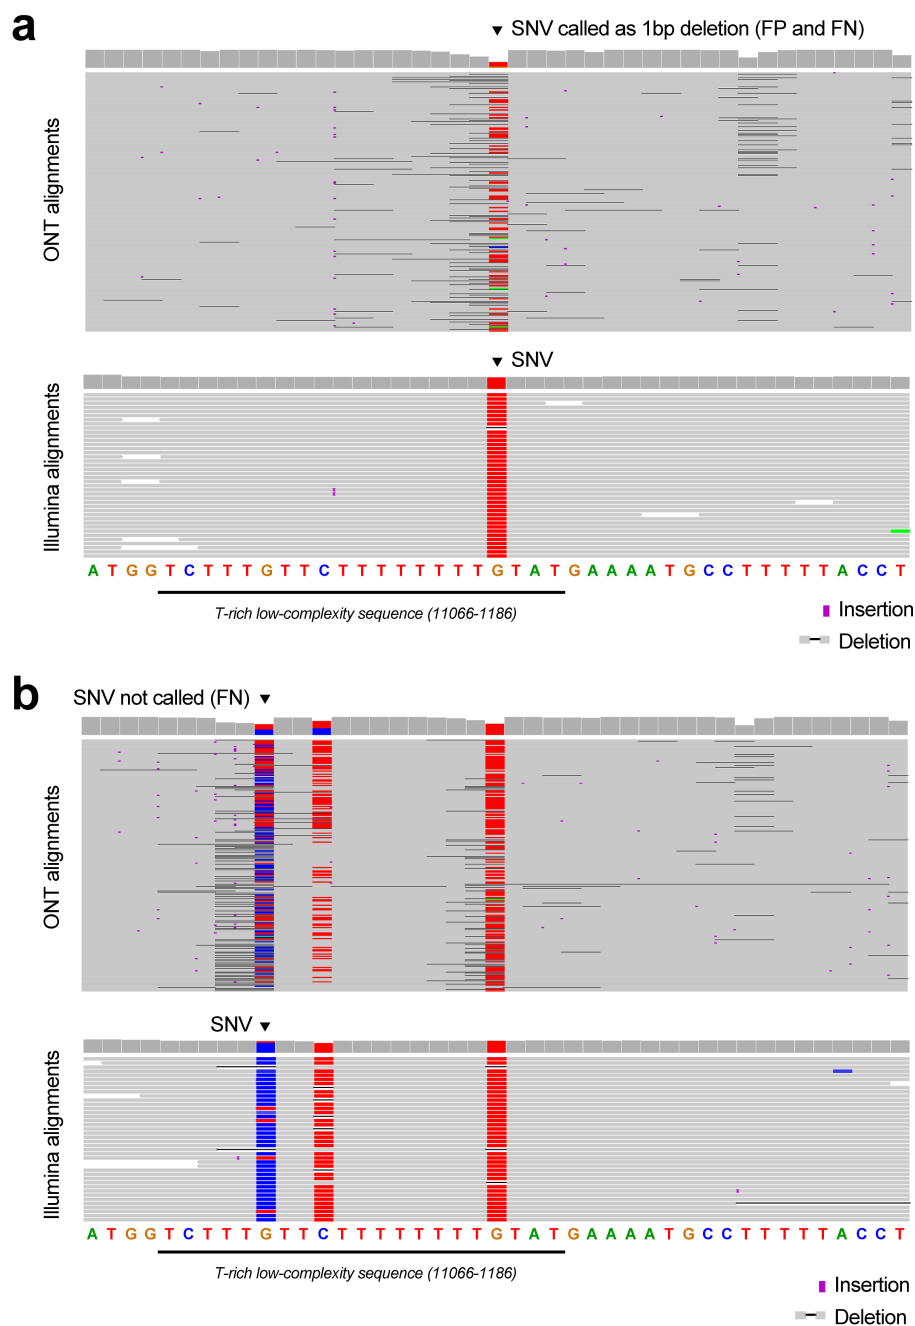 a
SNV called as 1bp deletion (FP and FN)
ONT alignments
SNV
Illumina alignments
A T G G T C T T T G T T C T T T T T T T T G T A T G A A A A T G C C T T T T T A C C T
T-rich low-complexity sequence (11066-1186)
Insertion
Deletion
b
SNV not called (FN)
ONT alignments
SNV
Illumina alignments
A T G G T C T T T G T T C T T T T T T T T G T A T G A A A A T G C C T T T T T A C C T
T-rich low-complexity sequence (11066-1186)
Insertion
Deletion